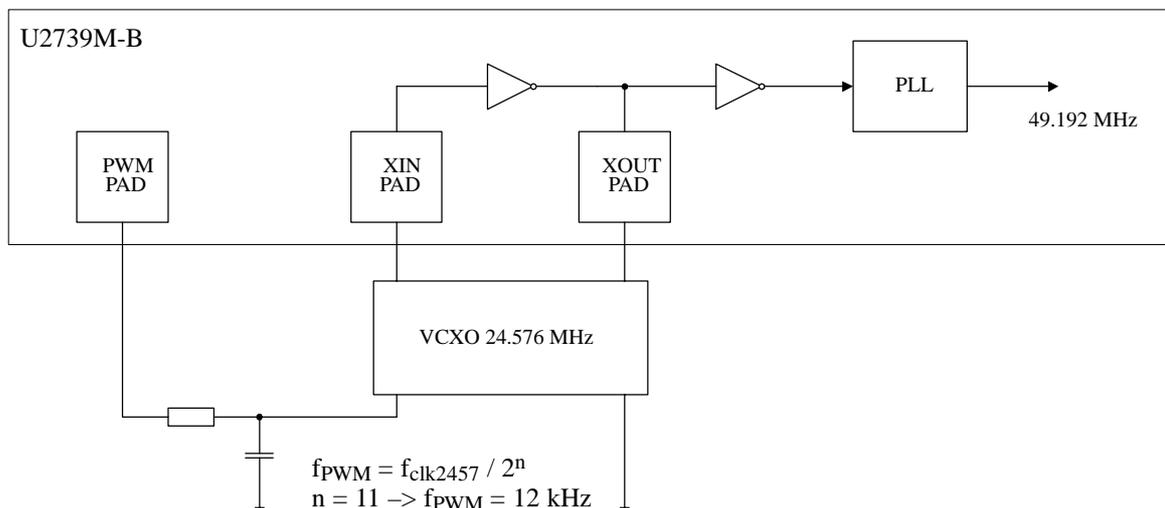 U2739M-B
PLL
49.192 MHz
PWM
PAD
XIN
PAD
XOUT
PAD
VCXO 24.576 MHz
fPWM = fclk2457 / 2ⁿ
n = 11 –> fPWM = 12 kHz